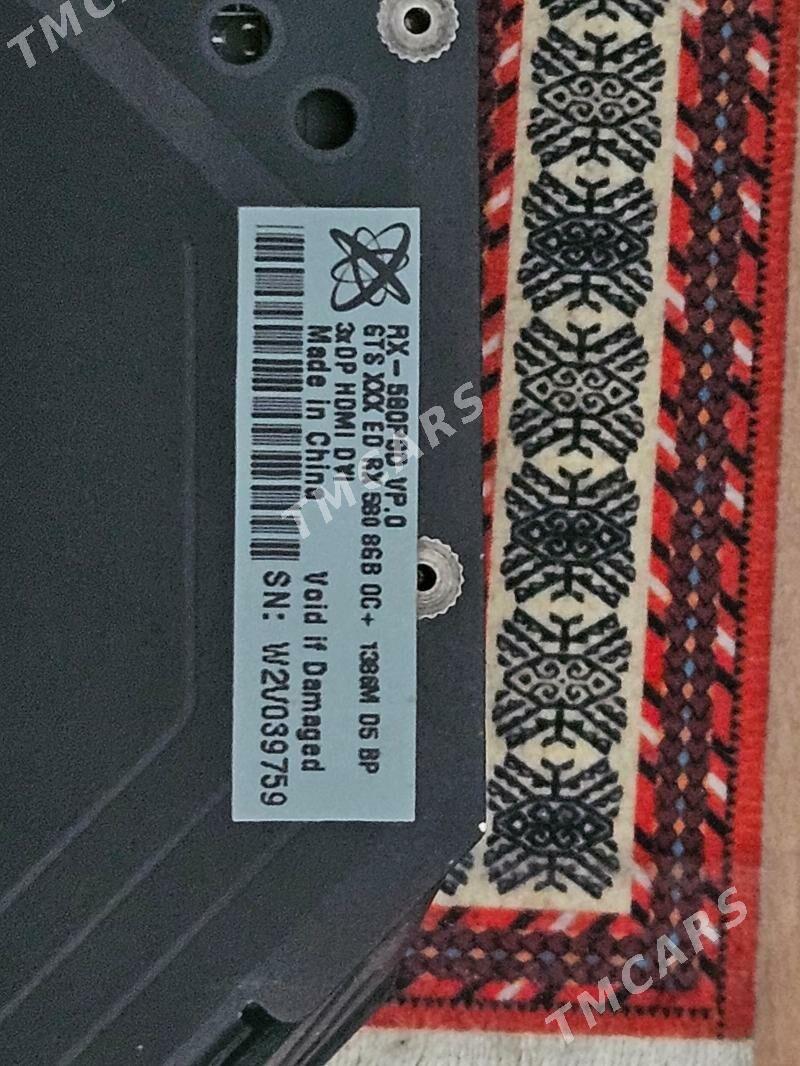 RX-580P8D VP.0
GTS XXX ED RX 580 8GB OC+ 1386M D5 BP
3xDP HDMI DVI
Made in China
Void if Damaged
SN: W2V039759
TMCARS
TMCARS
TMCARS